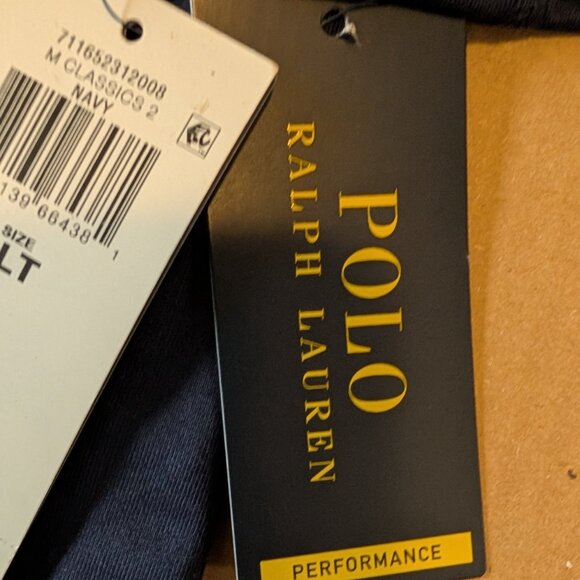 711652312008
M CLASSICS 2
NAVY
139 66438 1
SIZE
LT
POLO
RALPH LAUREN
PERFORMANCE